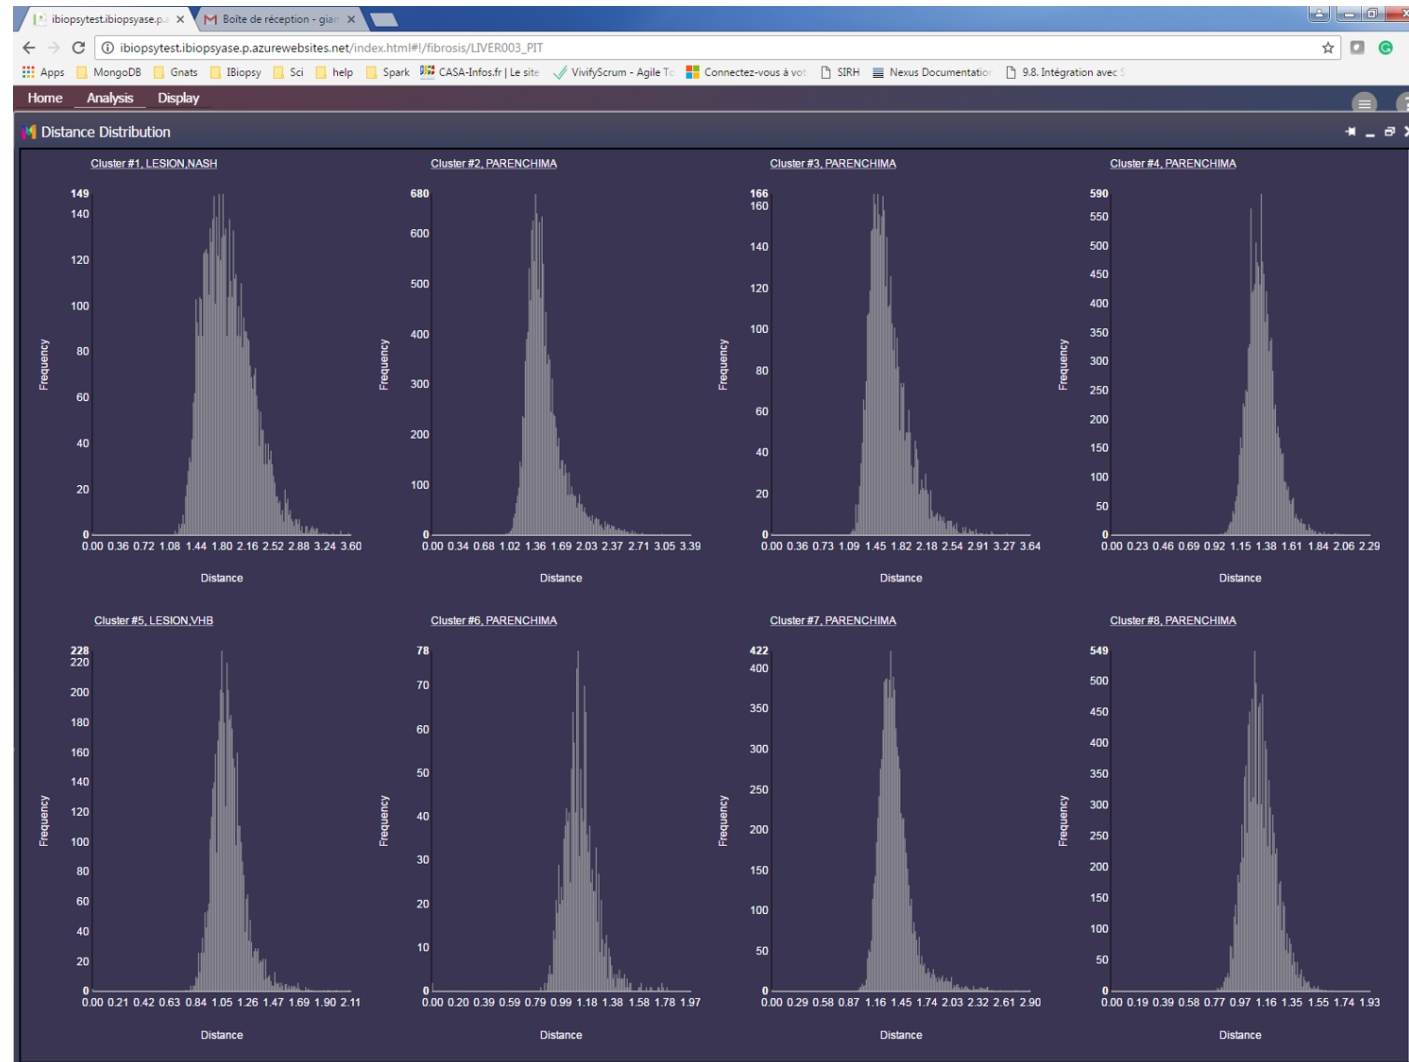 ibiopsytest.ibiopsyase.p.a
Boîte de réception - gian
ibiopsytest.ibiopsyase.p.azurewebsites.net/index.html#!/fibrosis/LIVER003_PIT
Apps MongoDB Gnats IBiopsy Sci help Spark CASA-Infos.fr | Le site VivifyScrum - Agile To Connectez-vous à vot SIRH Nexus Documentation 9.8. Intégration avec S
Home Analysis Display
Distance Distribution
Cluster #1, LESION,NASH
149
140
120
100
80
60
40
20
0
Frequency
0.00 0.36 0.72 1.08 1.44 1.80 2.16 2.52 2.88 3.24 3.60
Distance
Cluster #2, PARENCHIMA
680
600
500
400
300
200
100
0
Frequency
0.00 0.34 0.68 1.02 1.36 1.69 2.03 2.37 2.71 3.05 3.39
Distance
Cluster #3, PARENCHIMA
166
160
140
120
100
80
60
40
20
0
Frequency
0.00 0.36 0.73 1.09 1.45 1.82 2.18 2.54 2.91 3.27 3.64
Distance
Cluster #4, PARENCHIMA
590
550
500
450
400
350
300
250
200
150
100
50
0
Frequency
0.00 0.23 0.46 0.69 0.92 1.15 1.38 1.61 1.84 2.06 2.29
Distance
Cluster #5, LESION,VHB
228
220
200
180
160
140
120
100
80
60
40
20
0
Frequency
0.00 0.21 0.42 0.63 0.84 1.05 1.26 1.47 1.69 1.90 2.11
Distance
Cluster #6, PARENCHIMA
78
70
60
50
40
30
20
10
0
Frequency
0.00 0.20 0.39 0.59 0.79 0.99 1.18 1.38 1.58 1.78 1.97
Distance
Cluster #7, PARENCHIMA
422
400
350
300
250
200
150
100
50
0
Frequency
0.00 0.29 0.58 0.87 1.16 1.45 1.74 2.03 2.32 2.61 2.90
Distance
Cluster #8, PARENCHIMA
549
500
450
400
350
300
250
200
150
100
50
0
Frequency
0.00 0.19 0.39 0.58 0.77 0.97 1.16 1.35 1.55 1.74 1.93
Distance